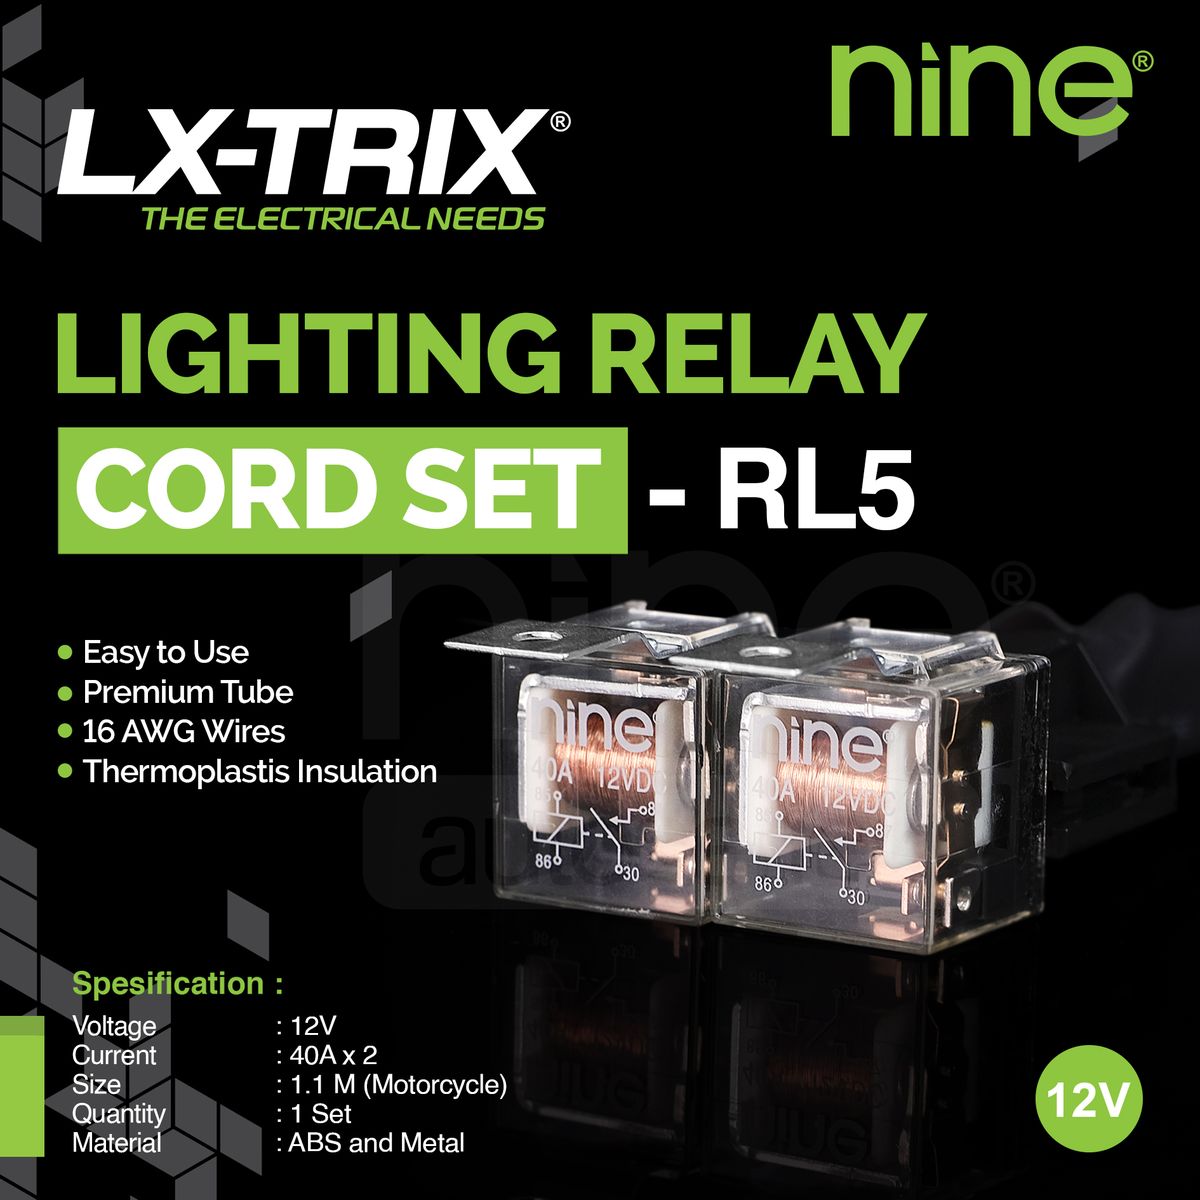 nine®
LX-TRIX®
THE ELECTRICAL NEEDS
LIGHTING RELAY
CORD SET - RL5
Easy to Use
Premium Tube
16 AWG Wires
Thermoplastis Insulation
nine
40A 12VDC
86
30
nine
40A 12VDC
86
30
Spesification :
Voltage : 12V
Current : 40A x 2
Size : 1.1 M (Motorcycle)
Quantity : 1 Set
Material : ABS and Metal
12V